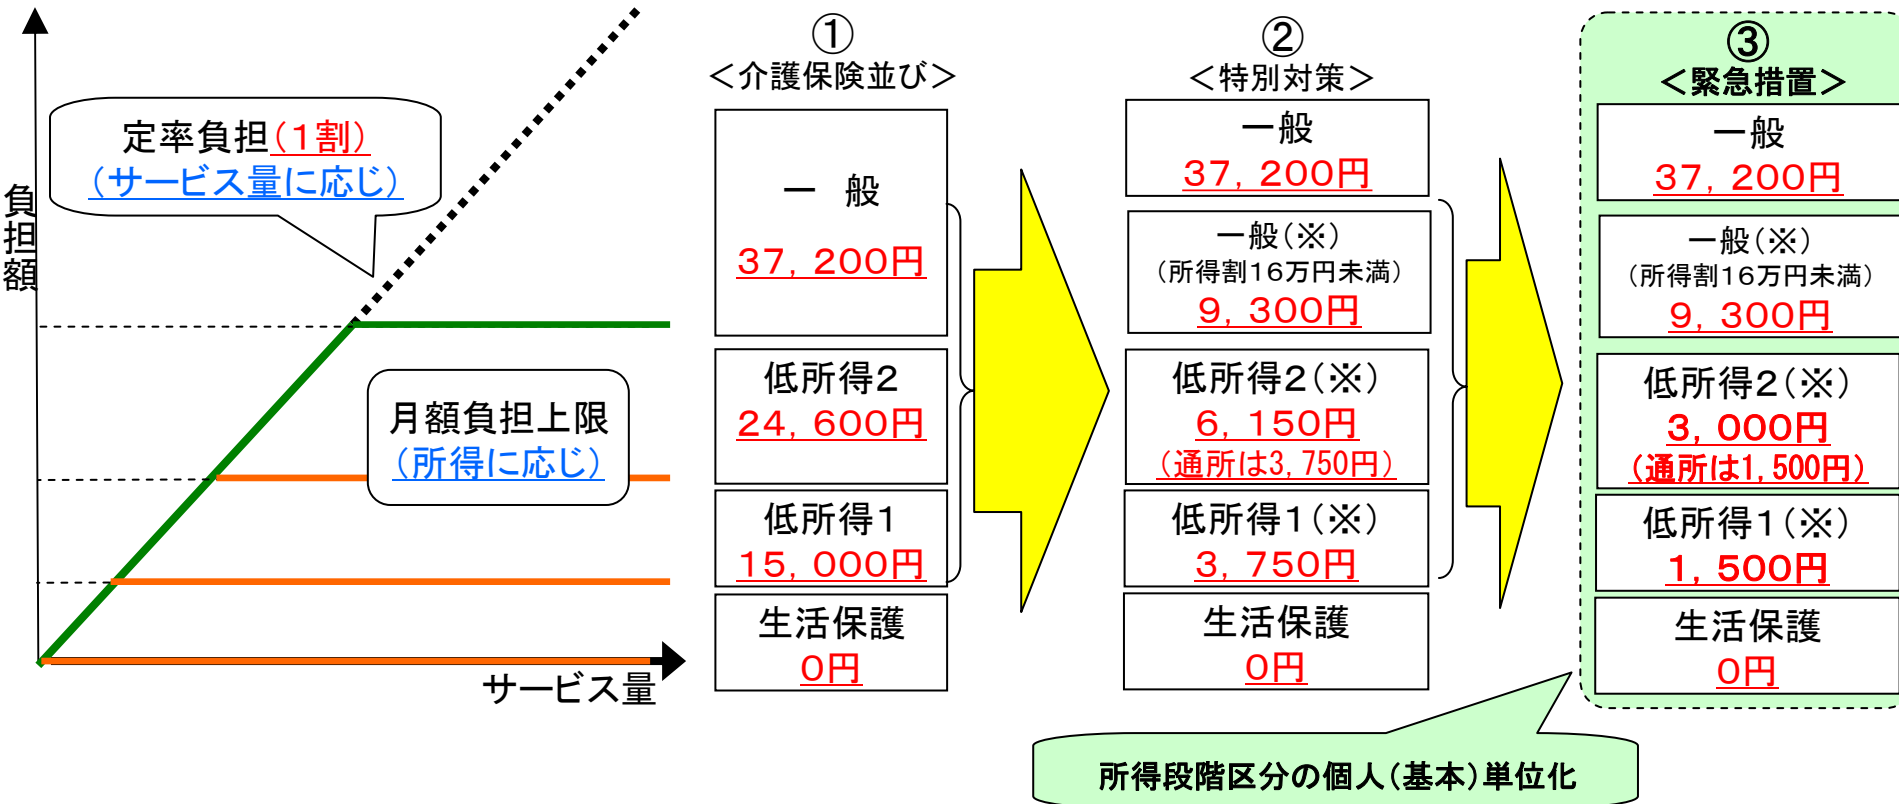 負担額
定率負担(1割)
(サービス量に応じ)
月額負担上限
(所得に応じ)
サービス量
①
＜介護保険並び＞
一 般
37, 200円
低所得2
24, 600円
低所得1
15, 000円
生活保護
0円
②
＜特別対策＞
一般
37, 200円
一般(※)
(所得割16万円未満)
9, 300円
低所得2(※)
6, 150円
(通所は3, 750円)
低所得1(※)
3, 750円
生活保護
0円
③
＜緊急措置＞
一般
37, 200円
一般(※)
(所得割16万円未満)
9, 300円
低所得2(※)
3, 000円
(通所は1, 500円)
低所得1(※)
1, 500円
生活保護
0円
所得段階区分の個人(基本)単位化